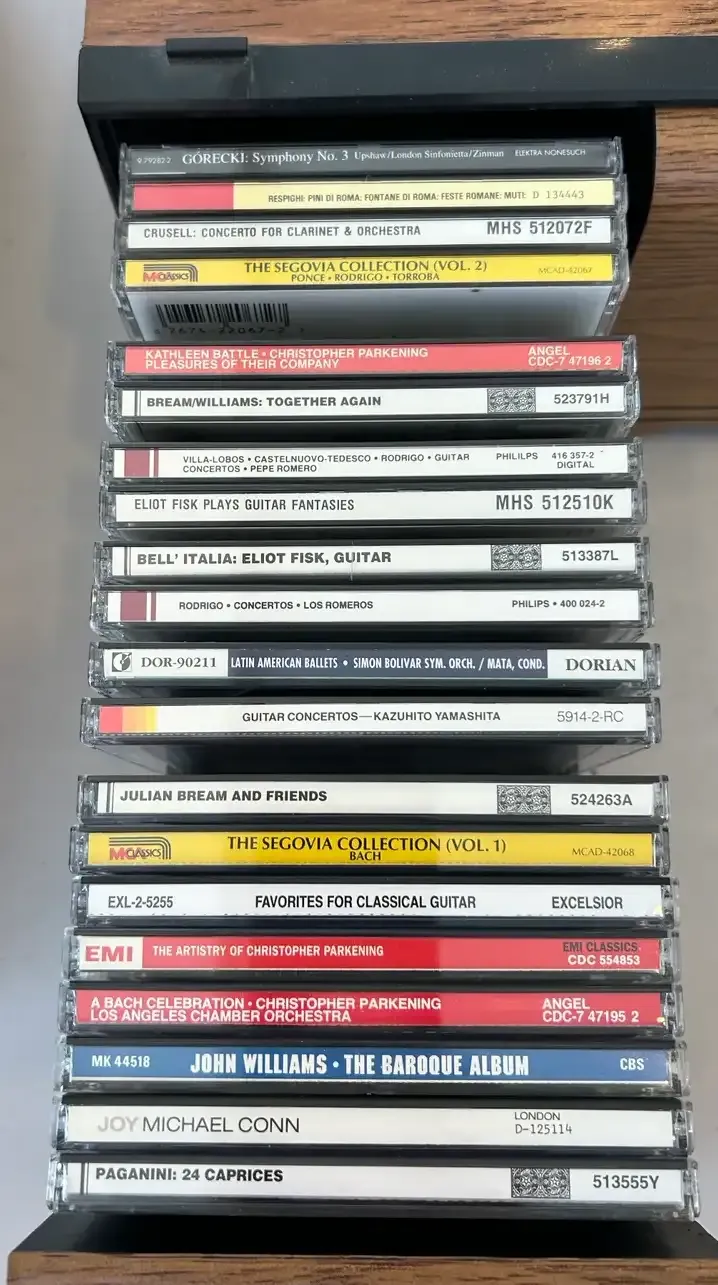 9 79282-2 GÓRECKI: Symphony No. 3 Upshaw/London Sinfonietta/Zinman ELEKTRA NONESUCH
RESPIGHI: PINI DI ROMA: FONTANE DI ROMA: FESTE ROMANE: MUTI: D 134443
CRUSELL: CONCERTO FOR CLARINET & ORCHESTRA MHS 512072F
MCA CLASSICS THE SEGOVIA COLLECTION (VOL. 2) MCAD-42067
PONCE • RODRIGO • TORROBA
KATHLEEN BATTLE • CHRISTOPHER PARKENING ANGEL
PLEASURES OF THEIR COMPANY CDC-7 47196 2
BREAM/WILLIAMS: TOGETHER AGAIN 523791H
VILLA-LOBOS • CASTELNUOVO-TEDESCO • RODRIGO • GUITAR PHILILPS 416 357-2
CONCERTOS • PEPE ROMERO DIGITAL
ELIOT FISK PLAYS GUITAR FANTASIES MHS 512510K
BELL' ITALIA: ELIOT FISK, GUITAR 513387L
RODRIGO • CONCERTOS • LOS ROMEROS PHILIPS • 400 024-2
DOR-90211 LATIN AMERICAN BALLETS • SIMON BOLIVAR SYM. ORCH. / MATA, COND. DORIAN
GUITAR CONCERTOS—KAZUHITO YAMASHITA 5914-2-RC
JULIAN BREAM AND FRIENDS 524263A
MCA CLASSICS THE SEGOVIA COLLECTION (VOL. 1) MCAD-42068
BACH
EXL-2-5255 FAVORITES FOR CLASSICAL GUITAR EXCELSIOR
EMI THE ARTISTRY OF CHRISTOPHER PARKENING EMI CLASSICS
CDC 554853
A BACH CELEBRATION • CHRISTOPHER PARKENING ANGEL
LOS ANGELES CHAMBER ORCHESTRA CDC-7 47195 2
MK 44518 JOHN WILLIAMS • THE BAROQUE ALBUM CBS
JOY MICHAEL CONN LONDON
D-125114
PAGANINI: 24 CAPRICES 513555Y